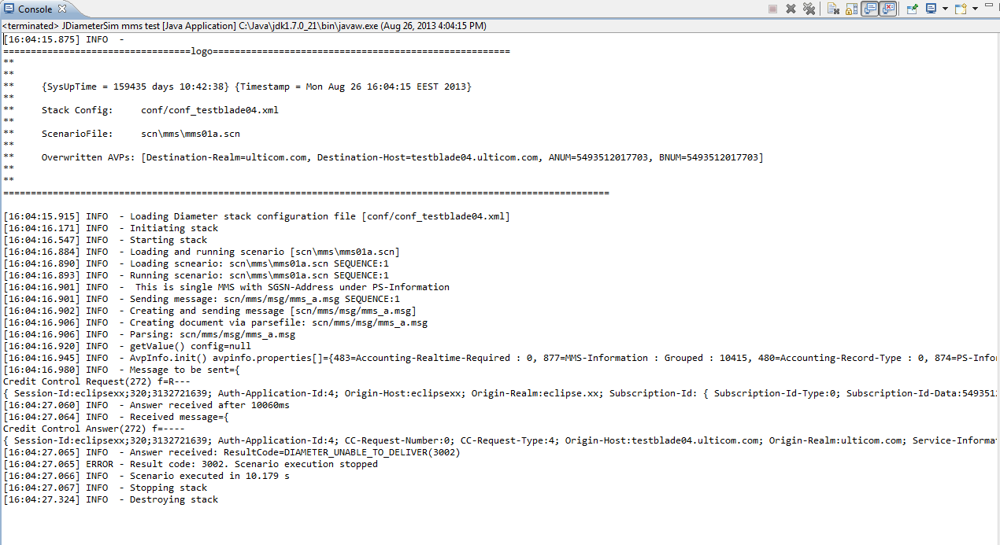 Console
<terminated> JDiameterSim mms test [Java Application] C:\Java\jdk1.7.0_21\bin\javaw.exe (Aug 26, 2013 4:04:15 PM)
[16:04:15.875] INFO  -
==================================logo======================================================
**
**
**     {SysUpTime = 159435 days 10:42:38} {Timestamp = Mon Aug 26 16:04:15 EEST 2013}
**
**     Stack Config:     conf/conf_testblade04.xml
**
**     ScenarioFile:     scn\mms\mms01a.scn
**
**     Overwritten AVPs: [Destination-Realm=ulticom.com, Destination-Host=testblade04.ulticom.com, ANUM=5493512017703, BNUM=5493512017703]
**
**
==============================================================================================================
[16:04:15.915] INFO  - Loading Diameter stack configuration file [conf/conf_testblade04.xml]
[16:04:16.171] INFO  - Initiating stack
[16:04:16.547] INFO  - Starting stack
[16:04:16.884] INFO  - Loading and running scenario [scn\mms\mms01a.scn]
[16:04:16.890] INFO  - Loading scneario: scn\mms\mms01a.scn SEQUENCE:1
[16:04:16.893] INFO  - Running scenario: scn\mms\mms01a.scn SEQUENCE:1
[16:04:16.901] INFO  -  This is single MMS with SGSN-Address under PS-Information
[16:04:16.901] INFO  - Sending message: scn/mms/msg/mms_a.msg SEQUENCE:1
[16:04:16.902] INFO  - Creating and sending message [scn/mms/msg/mms_a.msg]
[16:04:16.906] INFO  - Creating document via parsefile: scn/mms/msg/mms_a.msg
[16:04:16.906] INFO  - Parsing: scn/mms/msg/mms_a.msg
[16:04:16.920] INFO  - getValue() config=null
[16:04:16.945] INFO  - AvpInfo.init() avpinfo.properties[]={483=Accounting-Realtime-Required : 0, 877=MMS-Information : Grouped : 10415, 480=Accounting-Record-Type : 0, 874=PS-Info
[16:04:16.980] INFO  - Message to be sent={
Credit Control Request(272) f=R---
{ Session-Id:eclipsexx;320;3132721639; Auth-Application-Id:4; Origin-Host:eclipsexx; Origin-Realm:eclipse.xx; Subscription-Id: { Subscription-Id-Type:0; Subscription-Id-Data:549351
[16:04:27.060] INFO  - Answer received after 10060ms
[16:04:27.064] INFO  - Received message={
Credit Control Answer(272) f=----
{ Session-Id:eclipsexx;320;3132721639; Auth-Application-Id:4; CC-Request-Number:0; CC-Request-Type:4; Origin-Host:testblade04.ulticom.com; Origin-Realm:ulticom.com; Service-Informa
[16:04:27.065] INFO  - Answer received: ResultCode=DIAMETER_UNABLE_TO_DELIVER(3002)
[16:04:27.065] ERROR - Result code: 3002. Scenario execution stopped
[16:04:27.066] INFO  - Scenario executed in 10.179 s
[16:04:27.067] INFO  - Stopping stack
[16:04:27.324] INFO  - Destroying stack